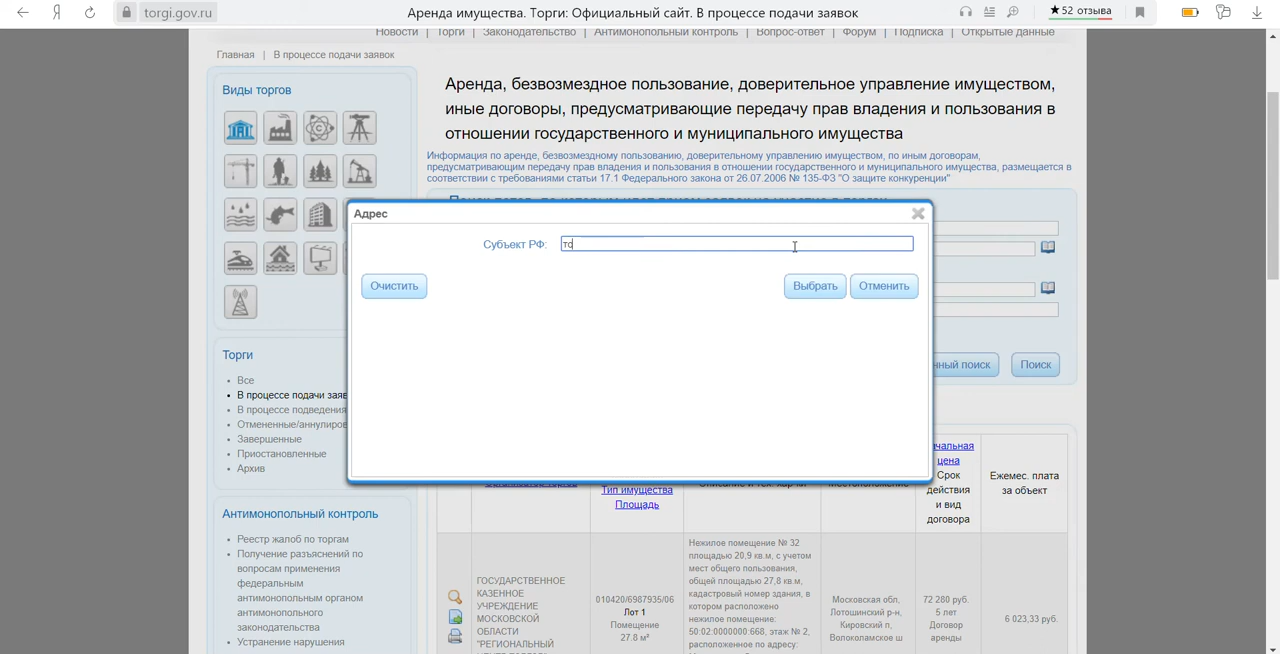 torgi.gov.ru
Аренда имущества. Торги: Официальный сайт. В процессе подачи заявок
★52 отзыва
Новости | Торги | Законодательство | Антимонопольный контроль | Вопрос-ответ | Форум | Подписка | Открытые данные
Главная | В процессе подачи заявок
Виды торгов
Аренда, безвозмездное пользование, доверительное управление имуществом,
иные договоры, предусматривающие передачу прав владения и пользования в
отношении государственного и муниципального имущества
Информация по аренде, безвозмездному пользованию, доверительному управлению имуществом, по иным договорам,
предусматривающим передачу прав владения и пользования в отношении государственного и муниципального имущества, размещается в
соответствии с требованиями статьи 17.1 Федерального закона от 26.07.2006 № 135-ФЗ "О защите конкуренции"
Адрес
Субъект РФ:
то
Очистить
Выбрать
Отменить
нный поиск
Поиск
Торги
Все
В процессе подачи заяв
В процессе подведения
Отмененные/аннулиров
Завершенные
Приостановленные
Архив
Антимонопольный контроль
Реестр жалоб по торгам
Получение разъяснений по
вопросам применения
федеральным
антимонопольным органом
антимонопольного
законодательства
Устранение нарушения
Тип имущества
Площадь
чальная
цена
Срок
действия
и вид
договора
Ежемес. плата
за объект
ГОСУДАРСТВЕННОЕ
КАЗЕННОЕ
УЧРЕЖДЕНИЕ
МОСКОВСКОЙ
ОБЛАСТИ
"РЕГИОНАЛЬНЫЙ
010420/6987935/06
Лот 1
Помещение
27.8 м²
Нежилое помещение № 32
площадью 20,9 кв.м, с учетом
мест общего пользования,
общей площадью 27,8 кв.м,
кадастровый номер здания, в
котором расположено
нежилое помещение:
50:02:0000000:668, этаж № 2,
расположенное по адресу:
Московская обл,
Лотошинский р-н,
Кировский п,
Волоколамское ш
72 280 руб.
5 лет
Договор
аренды
6 023,33 руб.